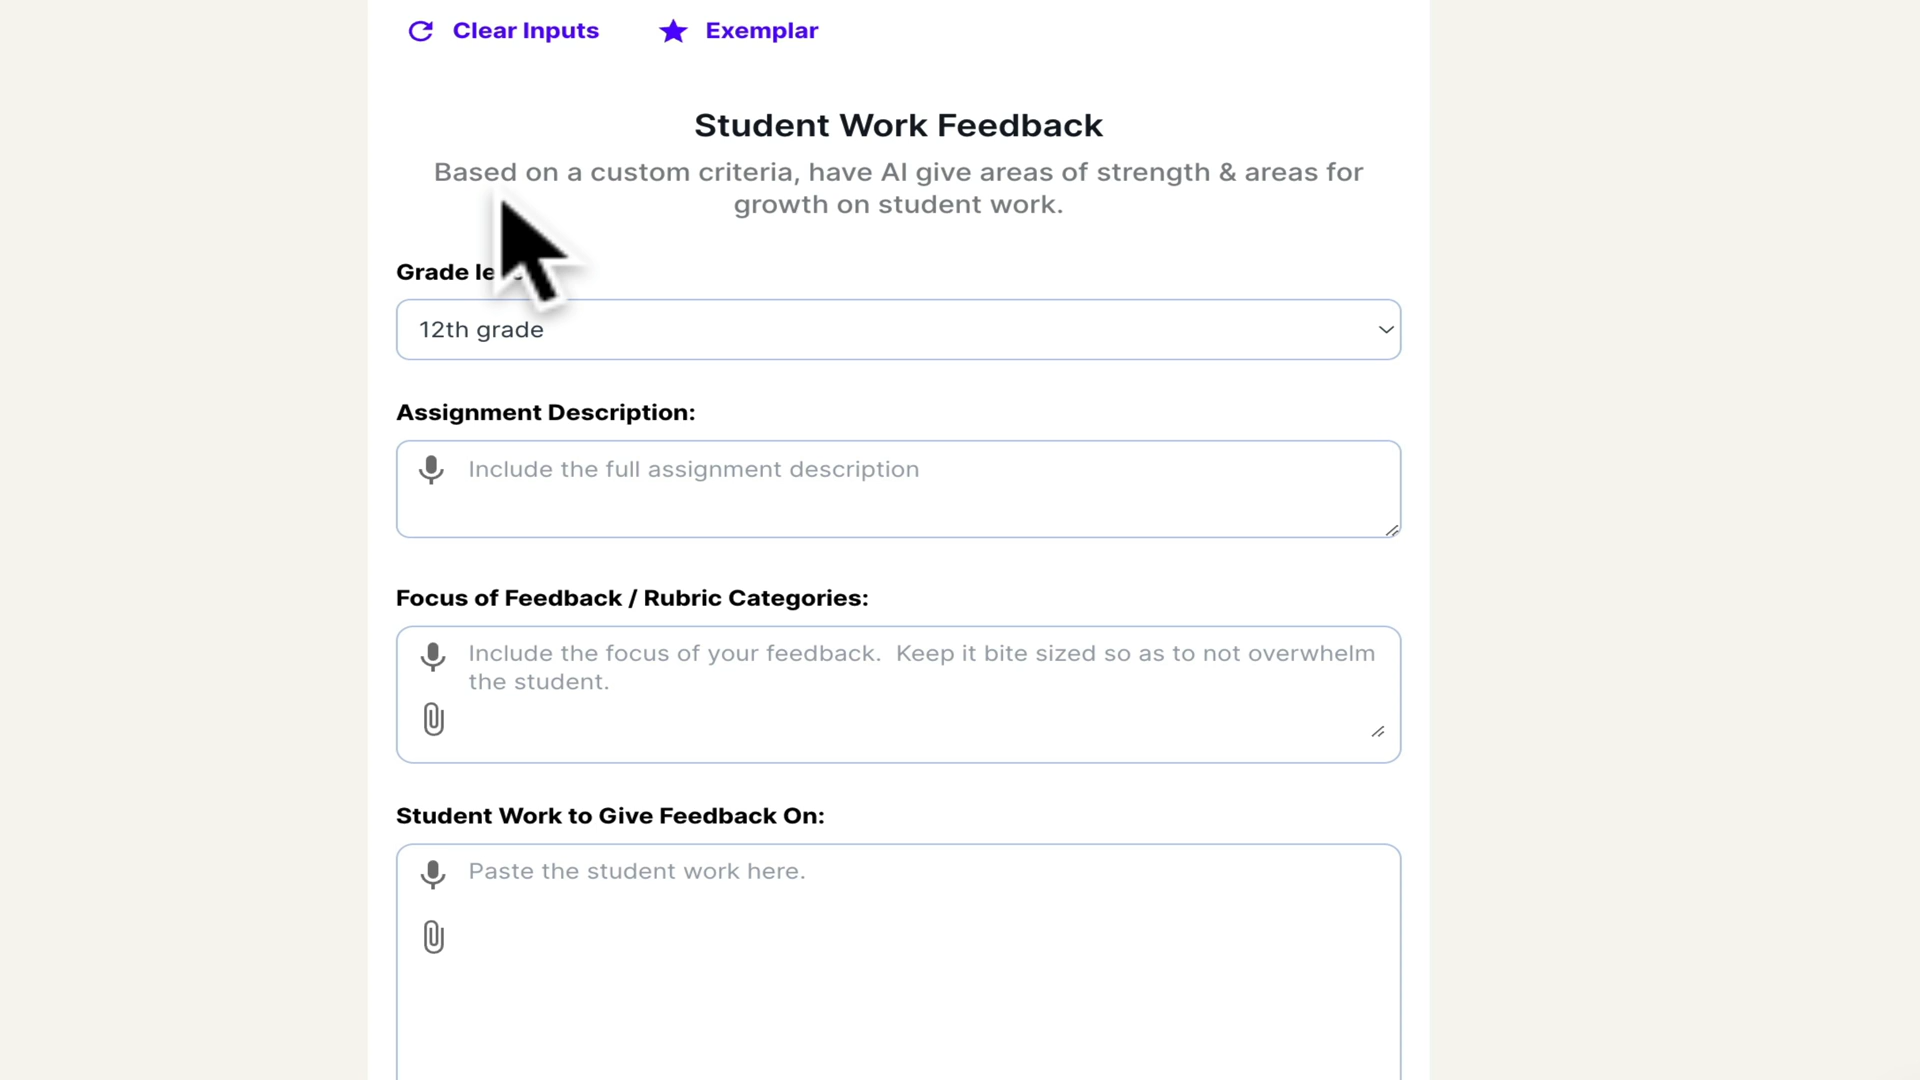 Clear Inputs Exemplar
Student Work Feedback
Based on a custom criteria, have AI give areas of strength & areas for
growth on student work.
Grade le
12th grade
Assignment Description:
Include the full assignment description
Focus of Feedback / Rubric Categories:
Include the focus of your feedback. Keep it bite sized so as to not overwhelm
the student.
Student Work to Give Feedback On:
Paste the student work here.